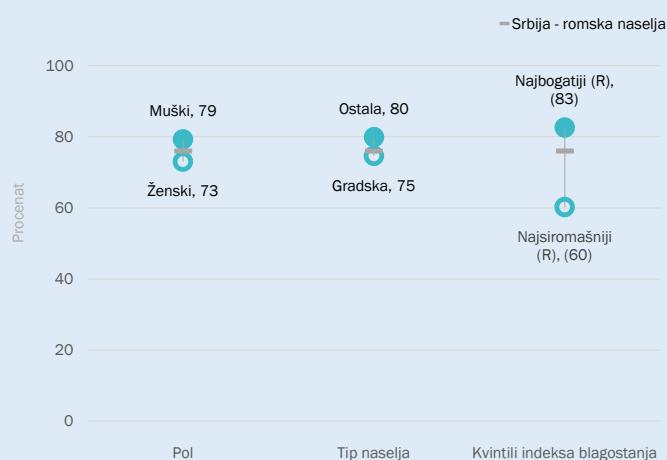 Srbija - romska naselja
Procenat
100
80
60
40
20
0
Muški, 79
Ženski, 73
Ostala, 80
Gradska, 75
Najbogatiji (R),
(83)
Najsiromašniji
(R), (60)
Pol
Tip naselja
Kvintili indeksa blagostanja